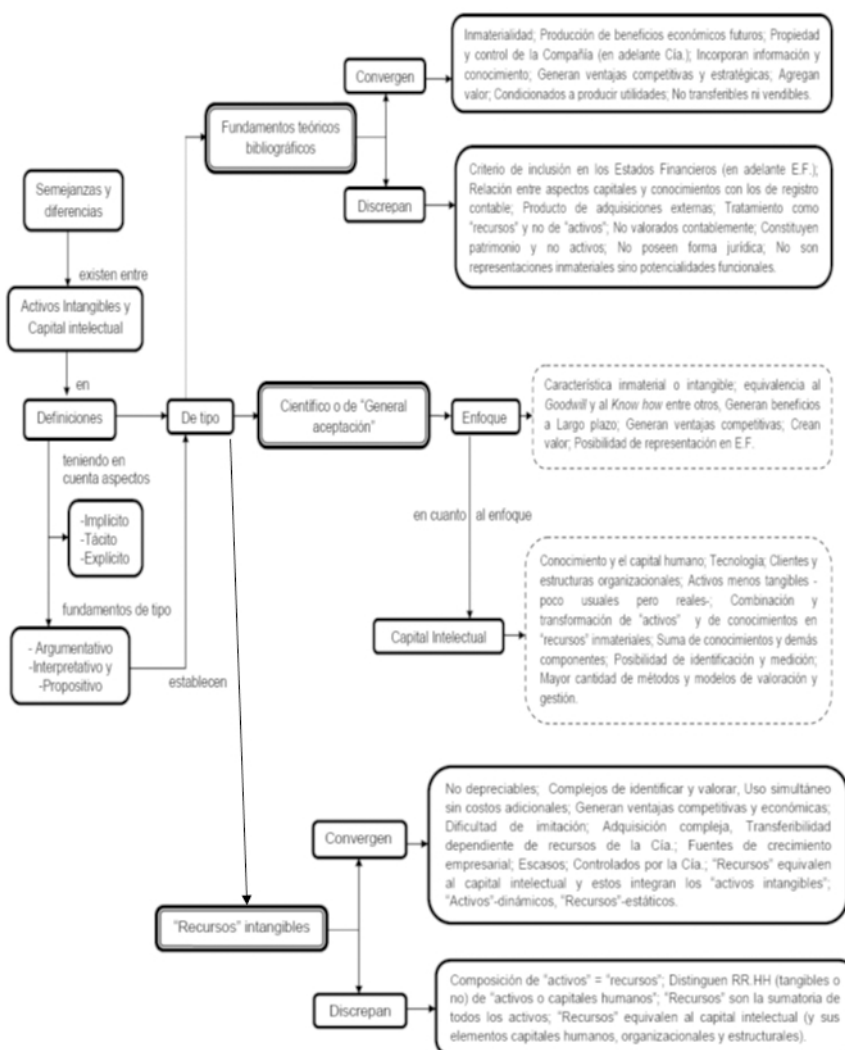 Inmaterialidad; Producción de beneficios económicos futuros; Propiedad
y control de la Compañía (en adelante Cía.); Incorporan información y
conocimiento; Generan ventajas competitivas y estratégicas; Agregan
valor; Condicionados a producir utilidades; No transferibles ni vendibles.
Convergen
Fundamentos teóricos
bibliográficos
Discrepan
Criterio de inclusión en los Estados Financieros (en adelante E.F.);
Relación entre aspectos capitales y conocimientos con los de registro
contable; Producto de adquisiciones externas; Tratamiento como
"recursos" y no de "activos"; No valorados contablemente; Constituyen
patrimonio y no activos; No poseen forma jurídica; No son
representaciones inmateriales sino potencialidades funcionales.
Semejanzas y
diferencias
existen entre
Activos Intangibles y
Capital intelectual
en
Definiciones
De tipo
Científico o de "General
aceptación"
Enfoque
Característica inmaterial o intangible; equivalencia al
Goodwill y al Know how entre otros, Generan beneficios
a Largo plazo; Generan ventajas competitivas; Crean
valor; Posibilidad de representación en E.F.
teniendo en
cuenta aspectos
-Implícito
-Tácito
-Explícito
fundamentos de tipo
- Argumentativo
-Interpretativo y
-Propositivo
establecen
en cuanto al enfoque
Capital Intelectual
Conocimiento y el capital humano; Tecnología; Clientes y
estructuras organizacionales; Activos menos tangibles -
poco usuales pero reales-; Combinación y
transformación de "activos" y de conocimientos en
"recursos" inmateriales; Suma de conocimientos y demás
componentes; Posibilidad de identificación y medición;
Mayor cantidad de métodos y modelos de valoración y
gestión.
Convergen
No depreciables; Complejos de identificar y valorar, Uso simultáneo
sin costos adicionales; Generan ventajas competitivas y económicas;
Dificultad de imitación; Adquisición compleja, Transferibilidad
dependiente de recursos de la Cía.; Fuentes de crecimiento
empresarial; Escasos; Controlados por la Cía.; "Recursos" equivalen
al capital intelectual y estos integran los "activos intangibles";
"Activos"-dinámicos, "Recursos"-estáticos.
"Recursos" intangibles
Discrepan
Composición de "activos" = "recursos"; Distinguen RR.HH (tangibles o
no) de "activos o capitales humanos"; "Recursos" son la sumatoria de
todos los activos; "Recursos" equivalen al capital intelectual (y sus
elementos capitales humanos, organizacionales y estructurales).